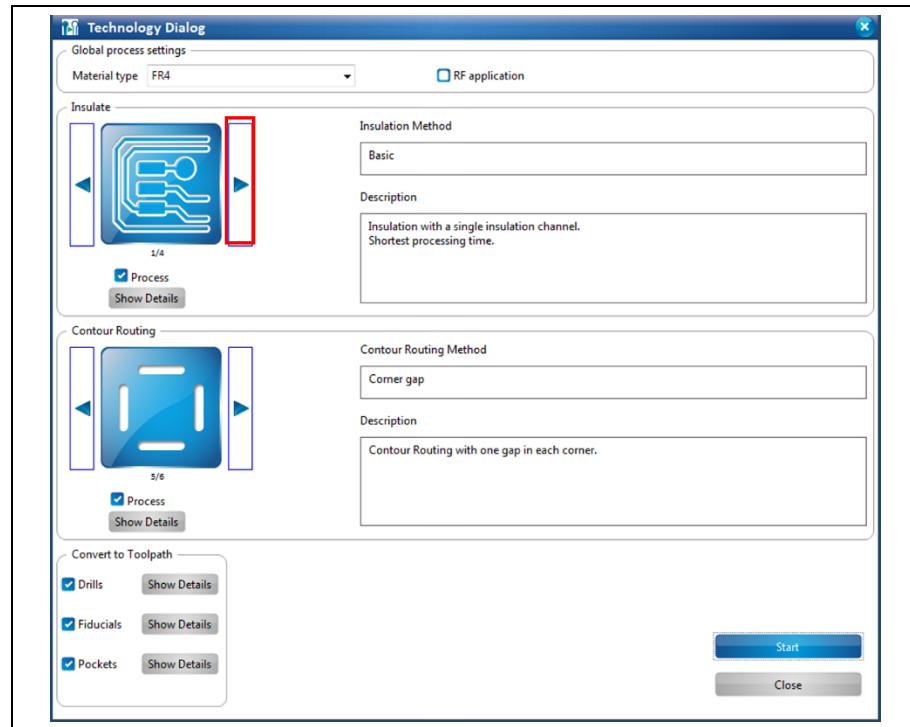 Technology Dialog
Global process settings
Material type FR4 RF application
Insulate
Insulation Method
Basic
Description
Insulation with a single insulation channel.
Shortest processing time.
1/4
Process
Show Details
Contour Routing
Contour Routing Method
Corner gap
Description
Contour Routing with one gap in each corner.
5/6
Process
Show Details
Convert to Toolpath
Drills Show Details
Fiducials Show Details
Pockets Show Details
Start
Close